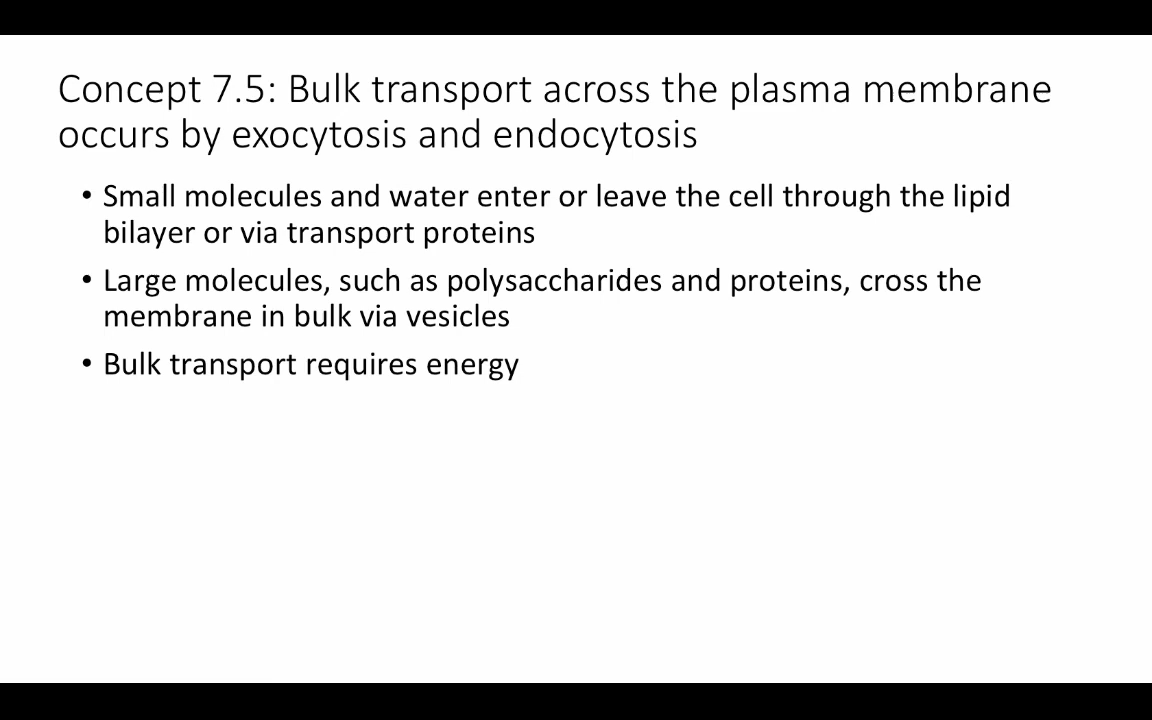 Concept 7.5: Bulk transport across the plasma membrane
occurs by exocytosis and endocytosis
• Small molecules and water enter or leave the cell through the lipid
bilayer or via transport proteins
• Large molecules, such as polysaccharides and proteins, cross the
membrane in bulk via vesicles
• Bulk transport requires energy